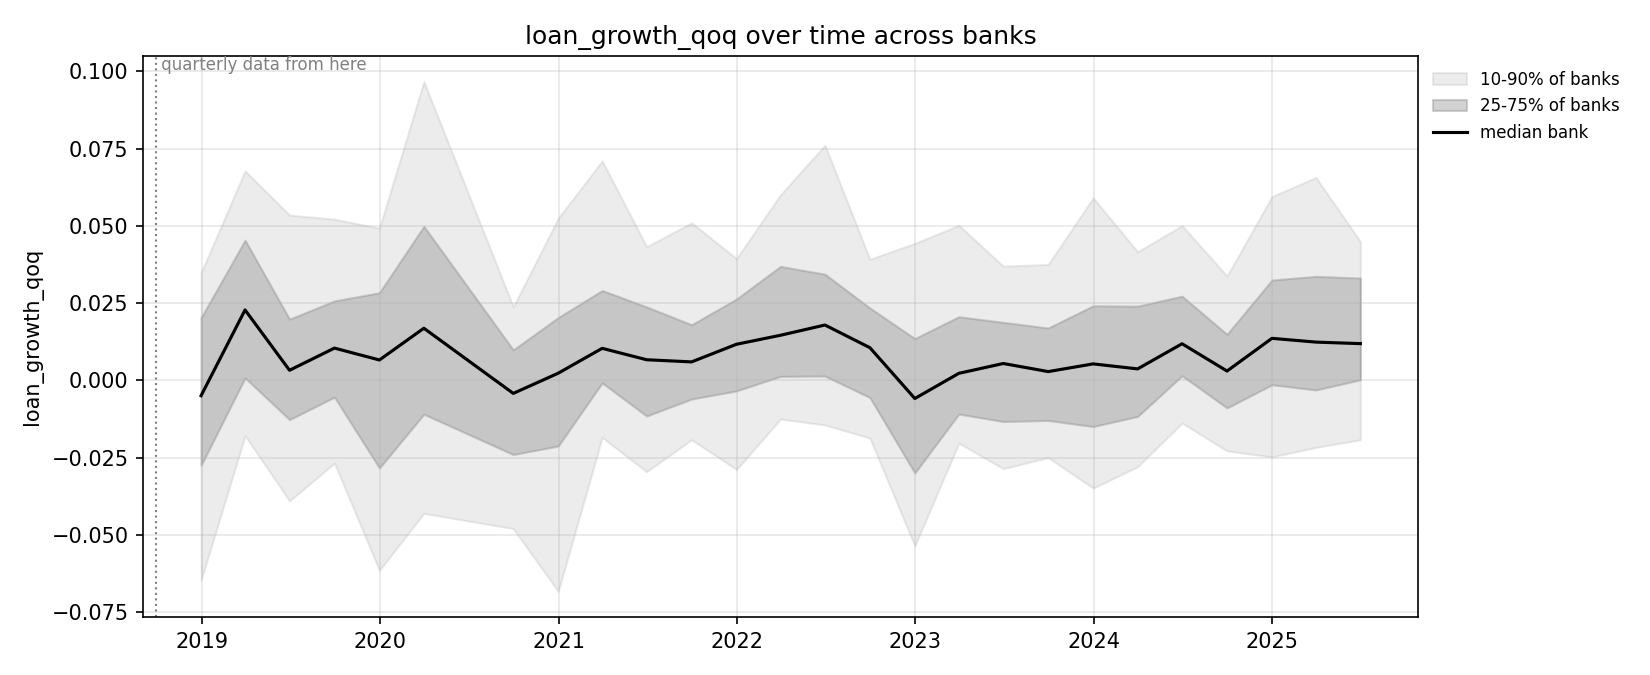 loan_growth_qoq over time across banks
quarterly data from here
10-90% of banks
25-75% of banks
median bank
loan_growth_qoq
0.100
0.075
0.050
0.025
0.000
−0.025
−0.050
−0.075
2019 2020 2021 2022 2023 2024 2025